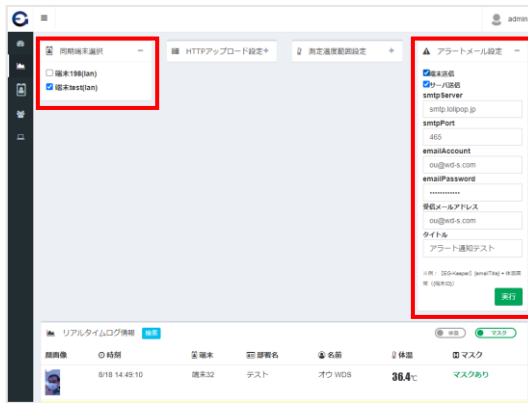 admin
同期端末選択 －
端末198(lan)
端末test(lan)
HTTPアップロード設定+
測定温度範囲設定 +
アラートメール設定 －
端末送信
サーバ送信
smtpServer
smtp.lolipop.jp
smtpPort
465
emailAccount
ou@wd-s.com
emailPassword
••••••••••••
受信メールアドレス
ou@wd-s.com
タイトル
アラート通知テスト
実行
リアルタイムログ情報 検索
体温 マスク
顔画像 時刻 端末 部署名 名前 体温 マスク
8/18 14:49:10 端末32 テスト オウ WDS 36.4℃ マスクあり